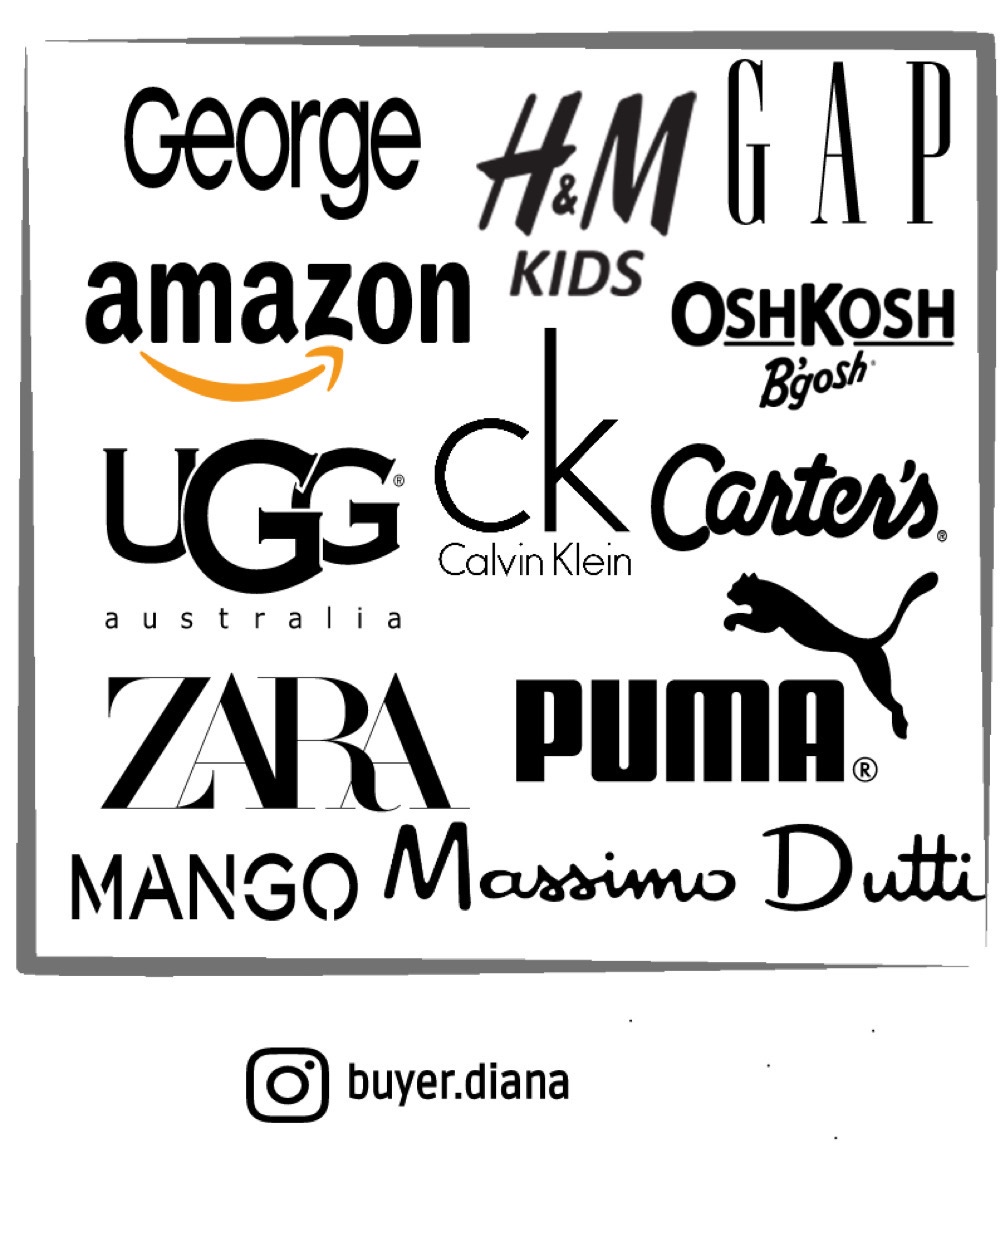 George
H&M
KIDS
GAP
amazon
OSHKOSH
B'gosh
UGG®
australia
ck
Calvin Klein
Carter's®
ZARA
PUMA®
MANGO
Massimo Dutti
buyer.diana